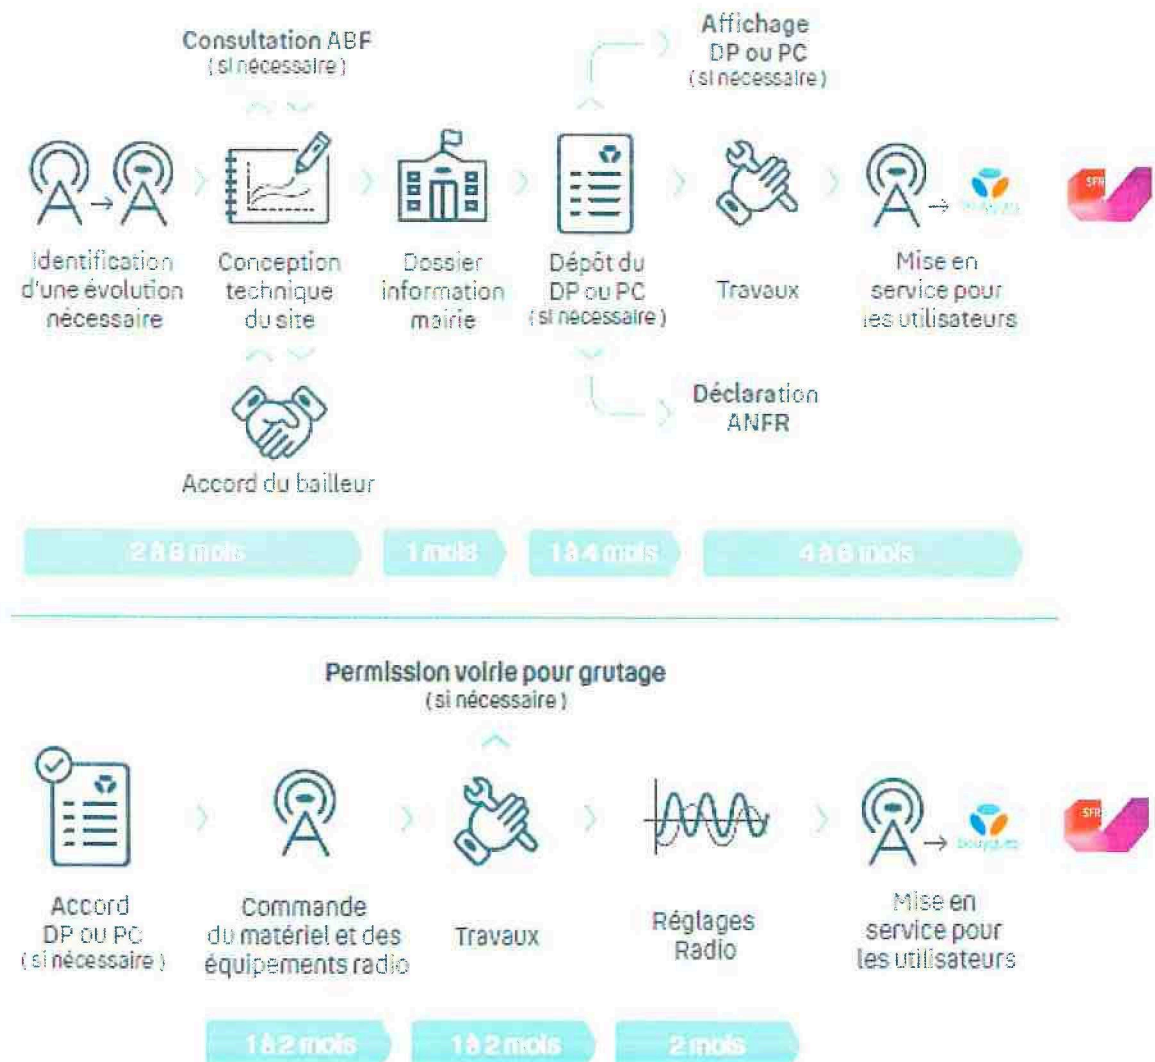 Consultation ABF
( si nécessaire )
Affichage
DP ou PC
( si nécessaire )
Identification
d'une évolution
nécessaire
Conception
technique
du site
Dossier
information
mairie
Dépôt du
DP ou PC
( si nécessaire )
Travaux
Mise en
service pour
les utilisateurs
SFR
Déclaration
ANFR
Accord du bailleur
1 mois
1 à 4 mois
4 à 6 mois
Permission voirie pour grutage
( si nécessaire )
Accord
DP ou PC
( si nécessaire )
Commande
du matériel et des
équipements radio
Travaux
Réglages
Radio
Mise en
service pour
les utilisateurs
bouygues
SFR
1 à 2 mois
1 à 2 mois
2 mois